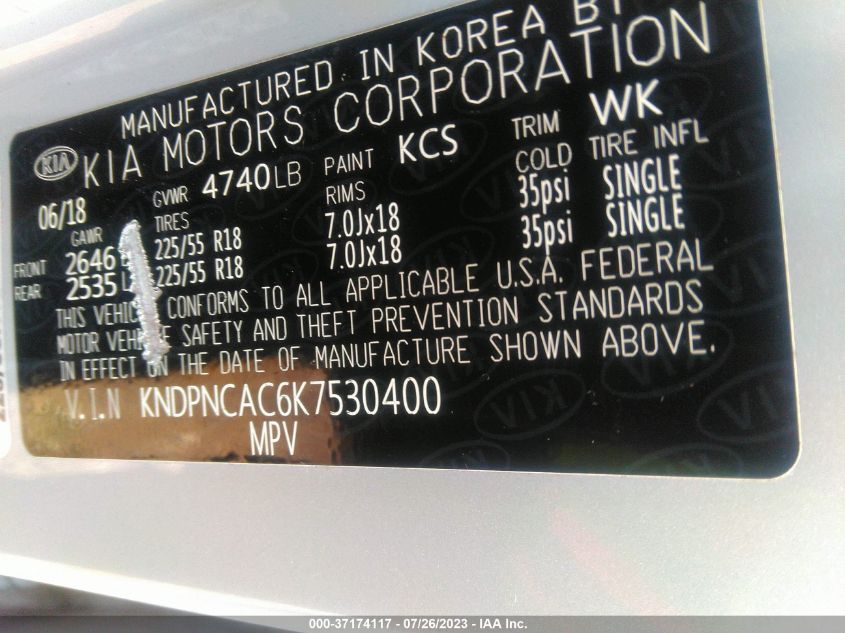 MANUFACTURED IN KOREA BY
KIA KIA MOTORS CORPORATION
06/18 GVWR 4740LB PAINT KCS TRIM WK
GAWR TIRES RIMS COLD TIRE INFL
FRONT 2646 225/55 R18 7.0Jx18 35psi SINGLE
REAR 2535 225/55 R18 7.0Jx18 35psi SINGLE
THIS CONFORMS TO ALL APPLICABLE U.S.A. FEDERAL
MOTOR SAFETY AND THEFT PREVENTION STANDARDS
IN EFFECT ON THE DATE OF MANUFACTURE SHOWN ABOVE.
V.I.N KNDPNCAC6K7530400
MPV
000-37174117 - 07/26/2023 - IAA Inc.